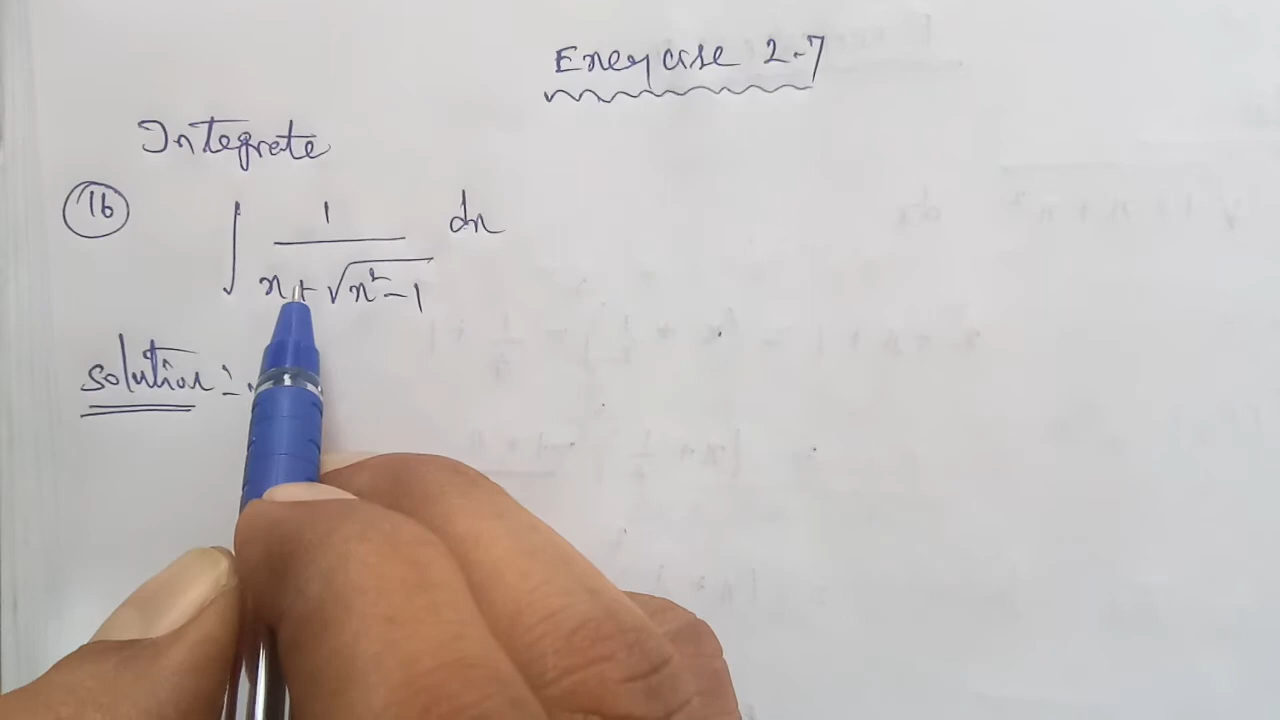 Exercise 2.7
Integrate
16 ∫ 1/(x + √(x² - 1)) dx
Solution :-